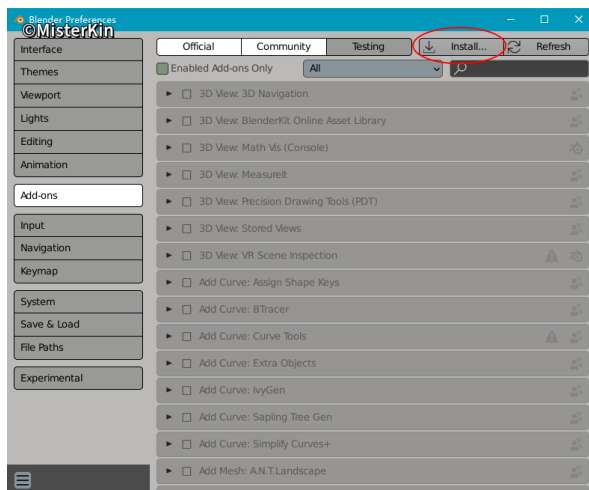 Blender Preferences
©MisterKin
Interface
Themes
Viewport
Lights
Editing
Animation
Add-ons
Input
Navigation
Keymap
System
Save & Load
File Paths
Experimental
Official Community Testing Install... Refresh
Enabled Add-ons Only All
3D View: 3D Navigation
3D View: BlenderKit Online Asset Library
3D View: Math Vis (Console)
3D View: MeasureIt
3D View: Precision Drawing Tools (PDT)
3D View: Stored Views
3D View: VR Scene Inspection
Add Curve: Assign Shape Keys
Add Curve: BTracer
Add Curve: Curve Tools
Add Curve: Extra Objects
Add Curve: IvyGen
Add Curve: Sapling Tree Gen
Add Curve: Simplify Curves+
Add Mesh: A.N.T.Landscape